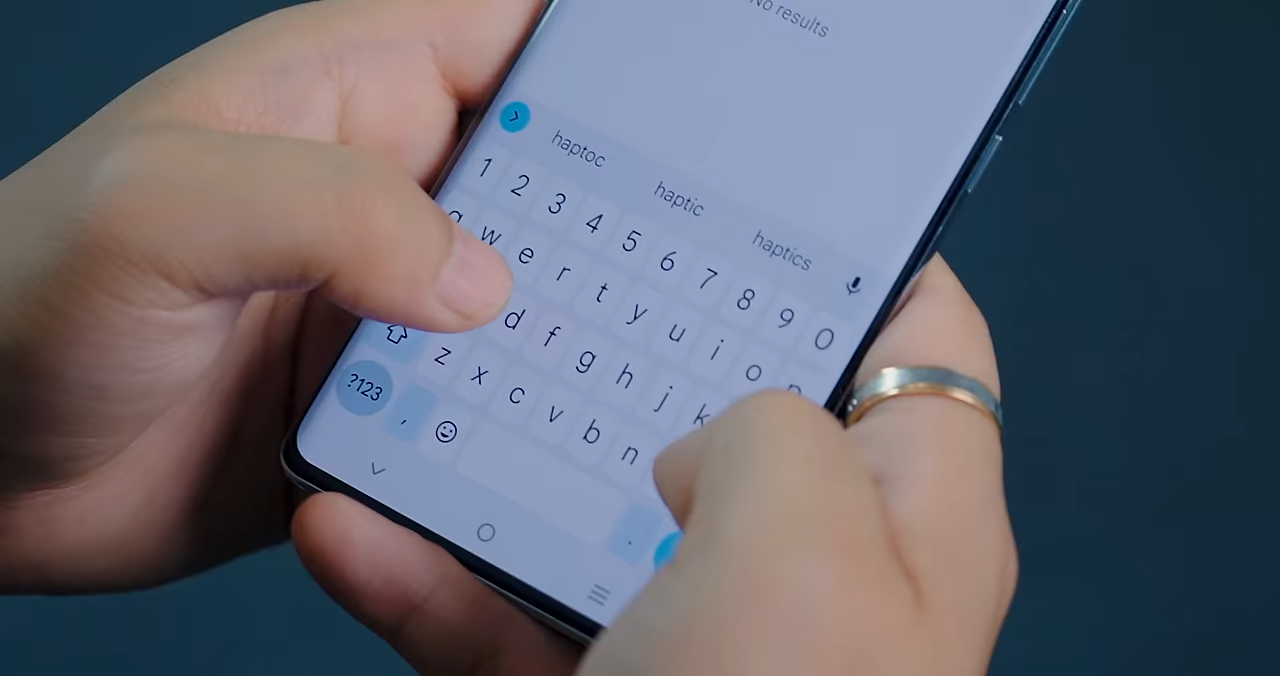 No results
haptoc haptic haptics
1 2 3 4 5 6 7 8 9 0
q w e r t y u i o p
d f g h j k
z x c v b n
?123 , .